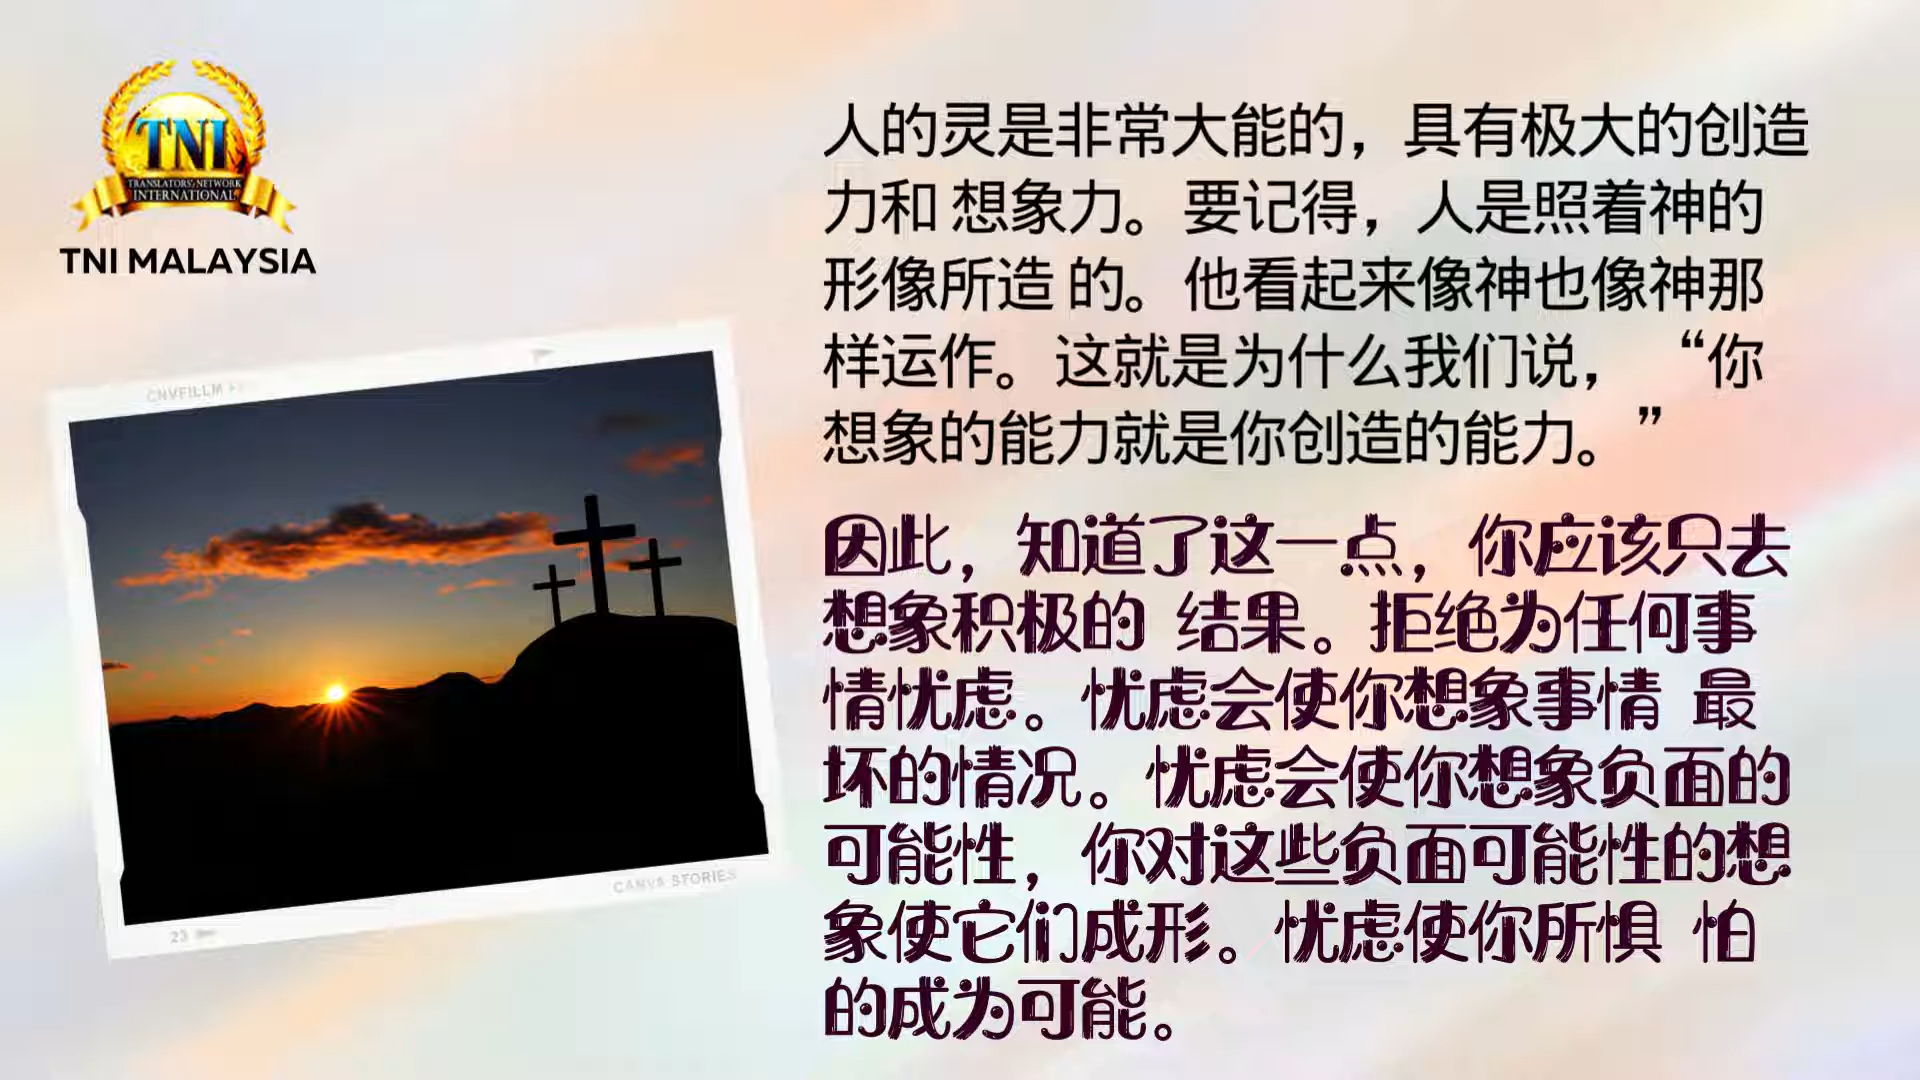 TNI
TRANSLATORS' NETWORK
INTERNATIONAL
TNI MALAYSIA
人的灵是非常大能的，具有极大的创造
力和 想象力。要记得，人是照着神的
形像所造 的。他看起来像神也像神那
样运作。这就是为什么我们说，“你
想象的能力就是你创造的能力。”
因此，知道了这一点，你应该只去
想象积极的 结果。拒绝为任何事
情忧虑。忧虑会使你想象事情 最
坏的情况。忧虑会使你想象负面的
可能性，你对这些负面可能性的想
象使它们成形。忧虑使你所惧 怕
的成为可能。
CNVFILLM
CANVA STORIES
23